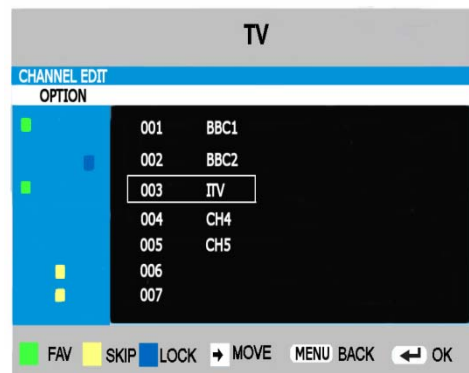 TV
CHANNEL EDIT
OPTION
001 BBC1
002 BBC2
003 ITV
004 CH4
005 CH5
006
007
FAV SKIP LOCK MOVE MENU BACK OK